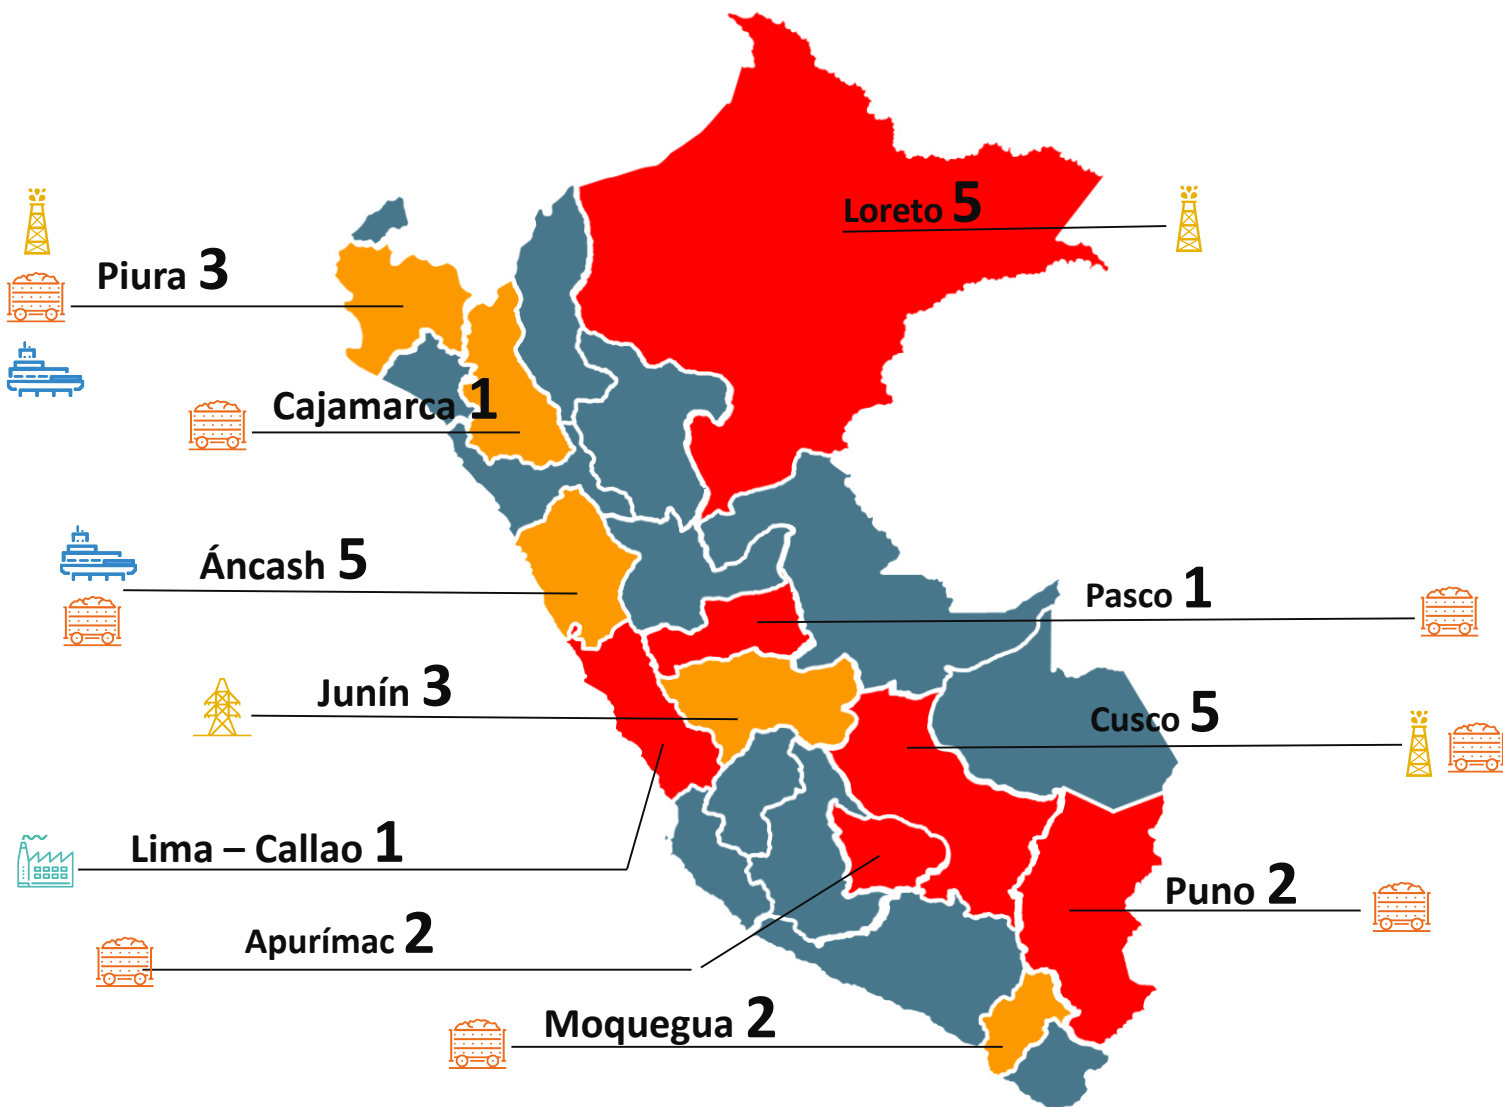 Loreto 5
Piura 3
Cajamarca 1
Áncash 5
Pasco 1
Junín 3
Cusco 5
Lima – Callao 1
Puno 2
Apurímac 2
Moquegua 2